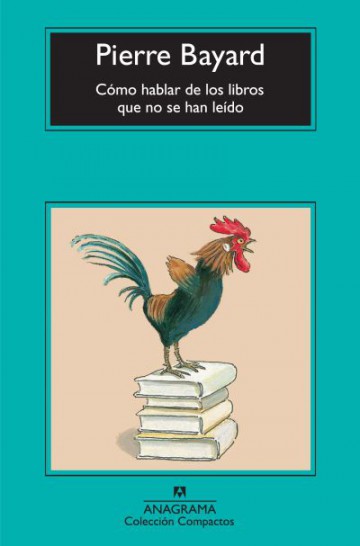 Pierre Bayard
Cómo hablar de los libros
que no se han leído
ANAGRAMA
Colección Compactos